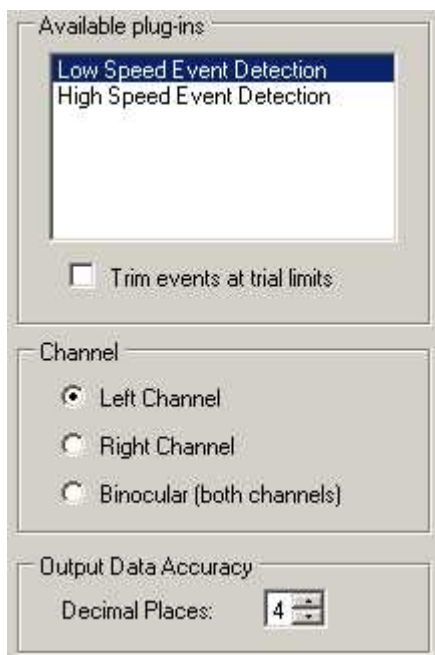 Available plug-ins
Low Speed Event Detection
High Speed Event Detection
Trim events at trial limits
Channel
Left Channel
Right Channel
Binocular (both channels)
Output Data Accuracy
Decimal Places: 4